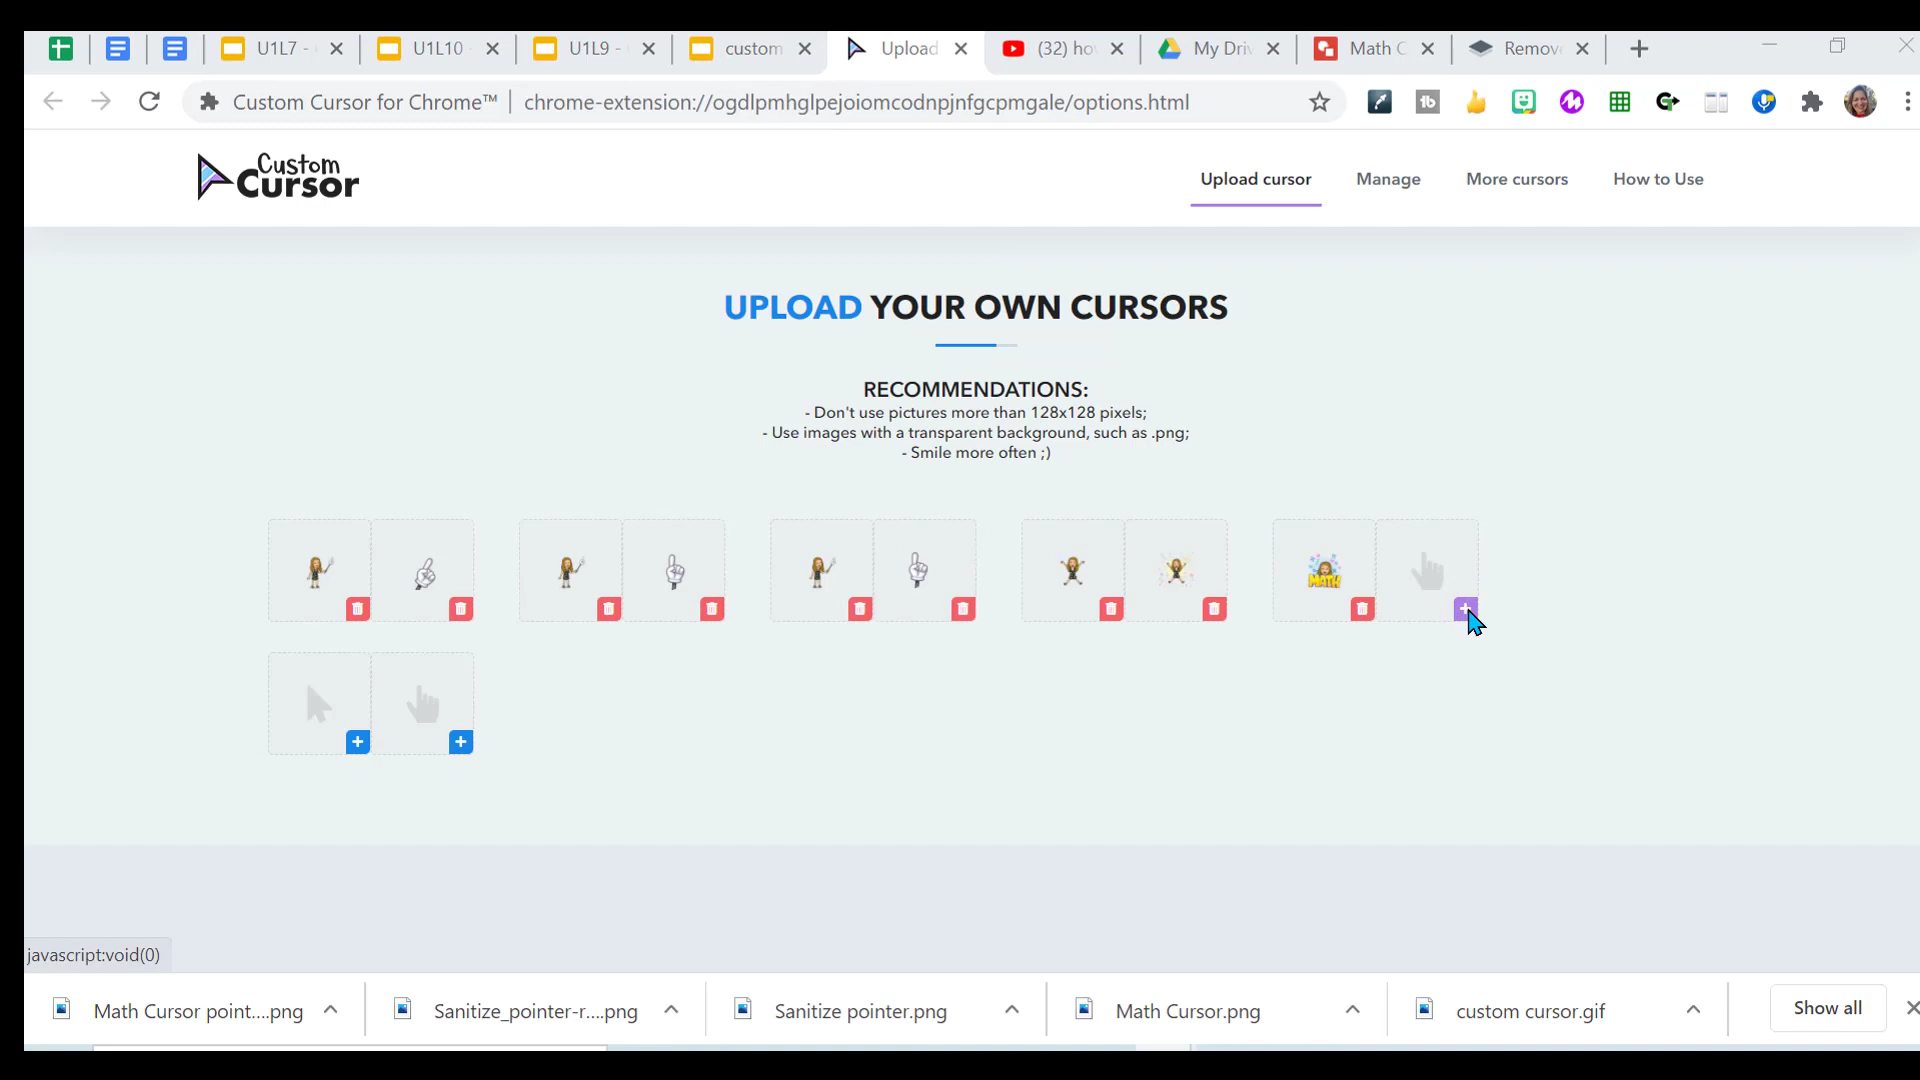 U1L7 -
U1L10
U1L9 -
custom
Upload
(32) ho
My Driv
Math C
Remove
Custom Cursor for Chrome™
chrome-extension://ogdlpmhglpejoiomcodnpjnfgcpmgale/options.html
Custom
Cursor
Upload cursor
Manage
More cursors
How to Use
UPLOAD YOUR OWN CURSORS
RECOMMENDATIONS:
- Don't use pictures more than 128x128 pixels;
- Use images with a transparent background, such as .png;
- Smile more often ;)
MATH
javascript:void(0)
Math Cursor point....png
Sanitize_pointer-r....png
Sanitize pointer.png
Math Cursor.png
custom cursor.gif
Show all